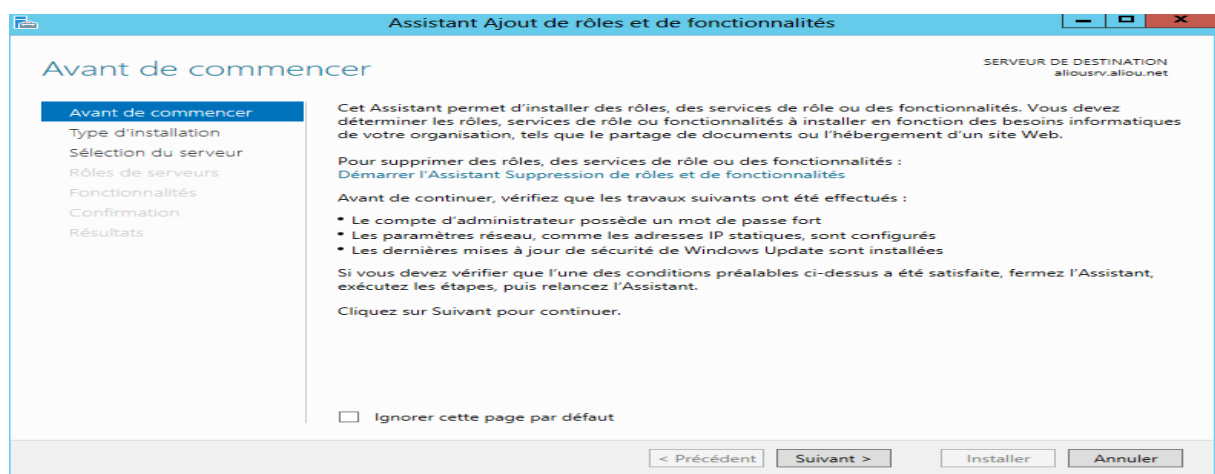 Assistant Ajout de rôles et de fonctionnalités
Avant de commencer
SERVEUR DE DESTINATION
aliousrv.aliou.net
Avant de commencer
Type d'installation
Sélection du serveur
Rôles de serveurs
Fonctionnalités
Confirmation
Résultats
Cet Assistant permet d'installer des rôles, des services de rôle ou des fonctionnalités. Vous devez
déterminer les rôles, services de rôle ou fonctionnalités à installer en fonction des besoins informatiques
de votre organisation, tels que le partage de documents ou l'hébergement d'un site Web.
Pour supprimer des rôles, des services de rôle ou des fonctionnalités :
Démarrer l'Assistant Suppression de rôles et de fonctionnalités
Avant de continuer, vérifiez que les travaux suivants ont été effectués :
• Le compte d'administrateur possède un mot de passe fort
• Les paramètres réseau, comme les adresses IP statiques, sont configurés
• Les dernières mises à jour de sécurité de Windows Update sont installées
Si vous devez vérifier que l'une des conditions préalables ci-dessus a été satisfaite, fermez l'Assistant,
exécutez les étapes, puis relancez l'Assistant.
Cliquez sur Suivant pour continuer.
Ignorer cette page par défaut
< Précédent
Suivant >
Installer
Annuler